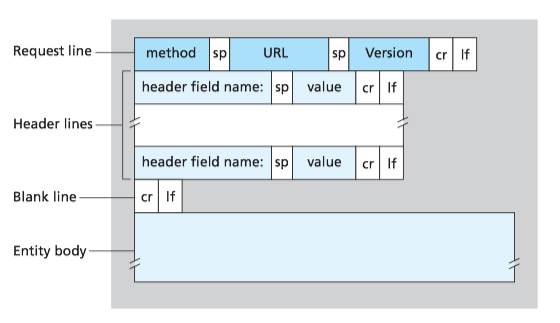 Request line method sp URL sp Version cr lf
header field name: sp value cr lf
Header lines
header field name: sp value cr lf
Blank line cr lf
Entity body